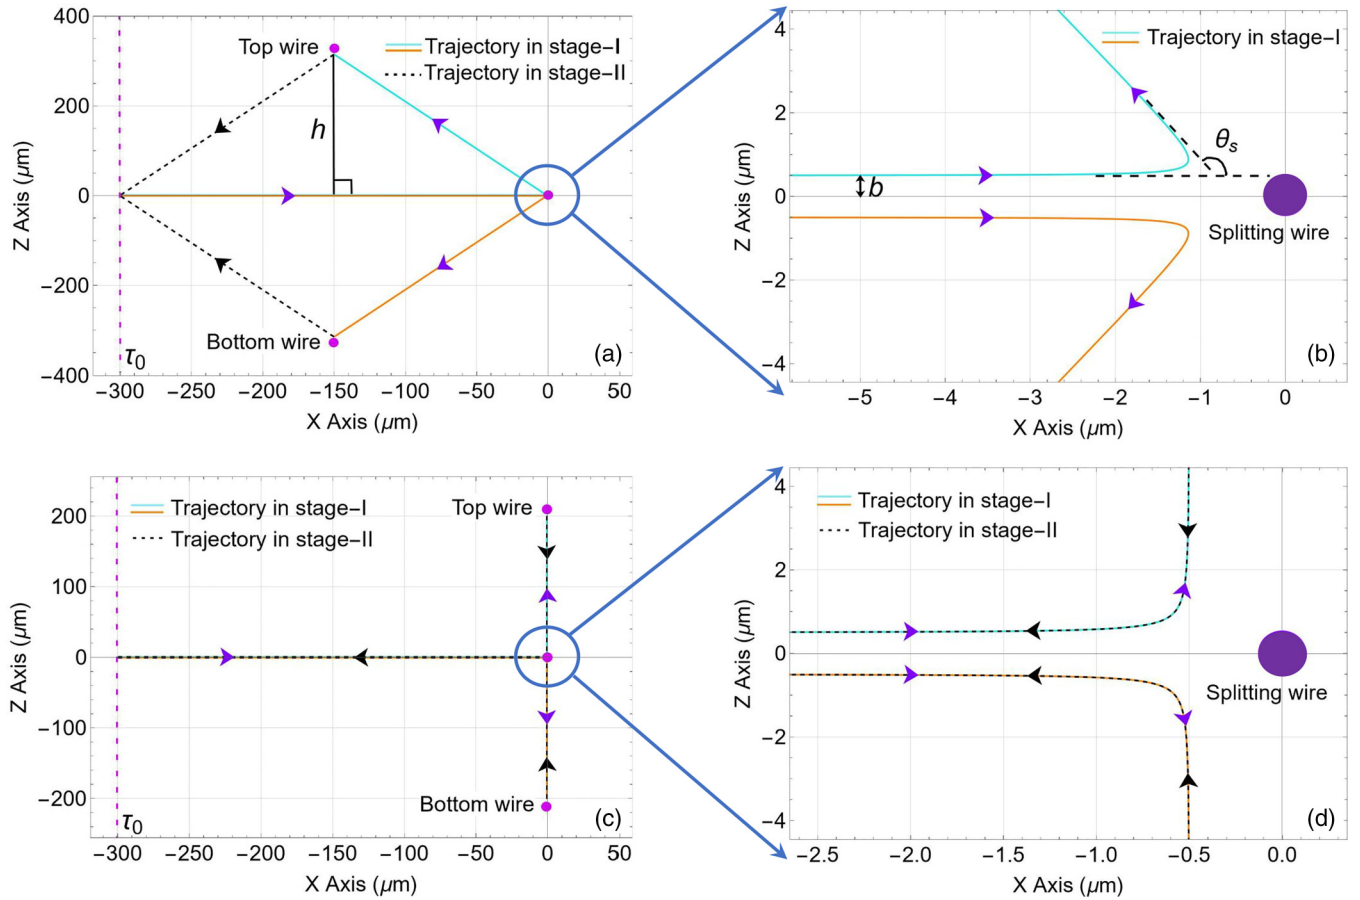 400
200
0
−200
−400
Z Axis (μm)
Top wire
Trajectory in stage−I
Trajectory in stage−II
h
Bottom wire
τ0
(a)
−300 −250 −200 −150 −100 −50 0 50
X Axis (μm)
4
2
0
−2
−4
Z Axis (μm)
Trajectory in stage−I
θs
b
Splitting wire
(b)
−5 −4 −3 −2 −1 0
X Axis (μm)
200
100
0
−100
−200
Z Axis (μm)
Trajectory in stage−I
Top wire
Trajectory in stage−II
Bottom wire
τ0
(c)
−300 −250 −200 −150 −100 −50 0 50
X Axis (μm)
4
2
0
−2
−4
Z Axis (μm)
Trajectory in stage−I
Trajectory in stage−II
Splitting wire
(d)
−2.5 −2.0 −1.5 −1.0 −0.5 0.0
X Axis (μm)